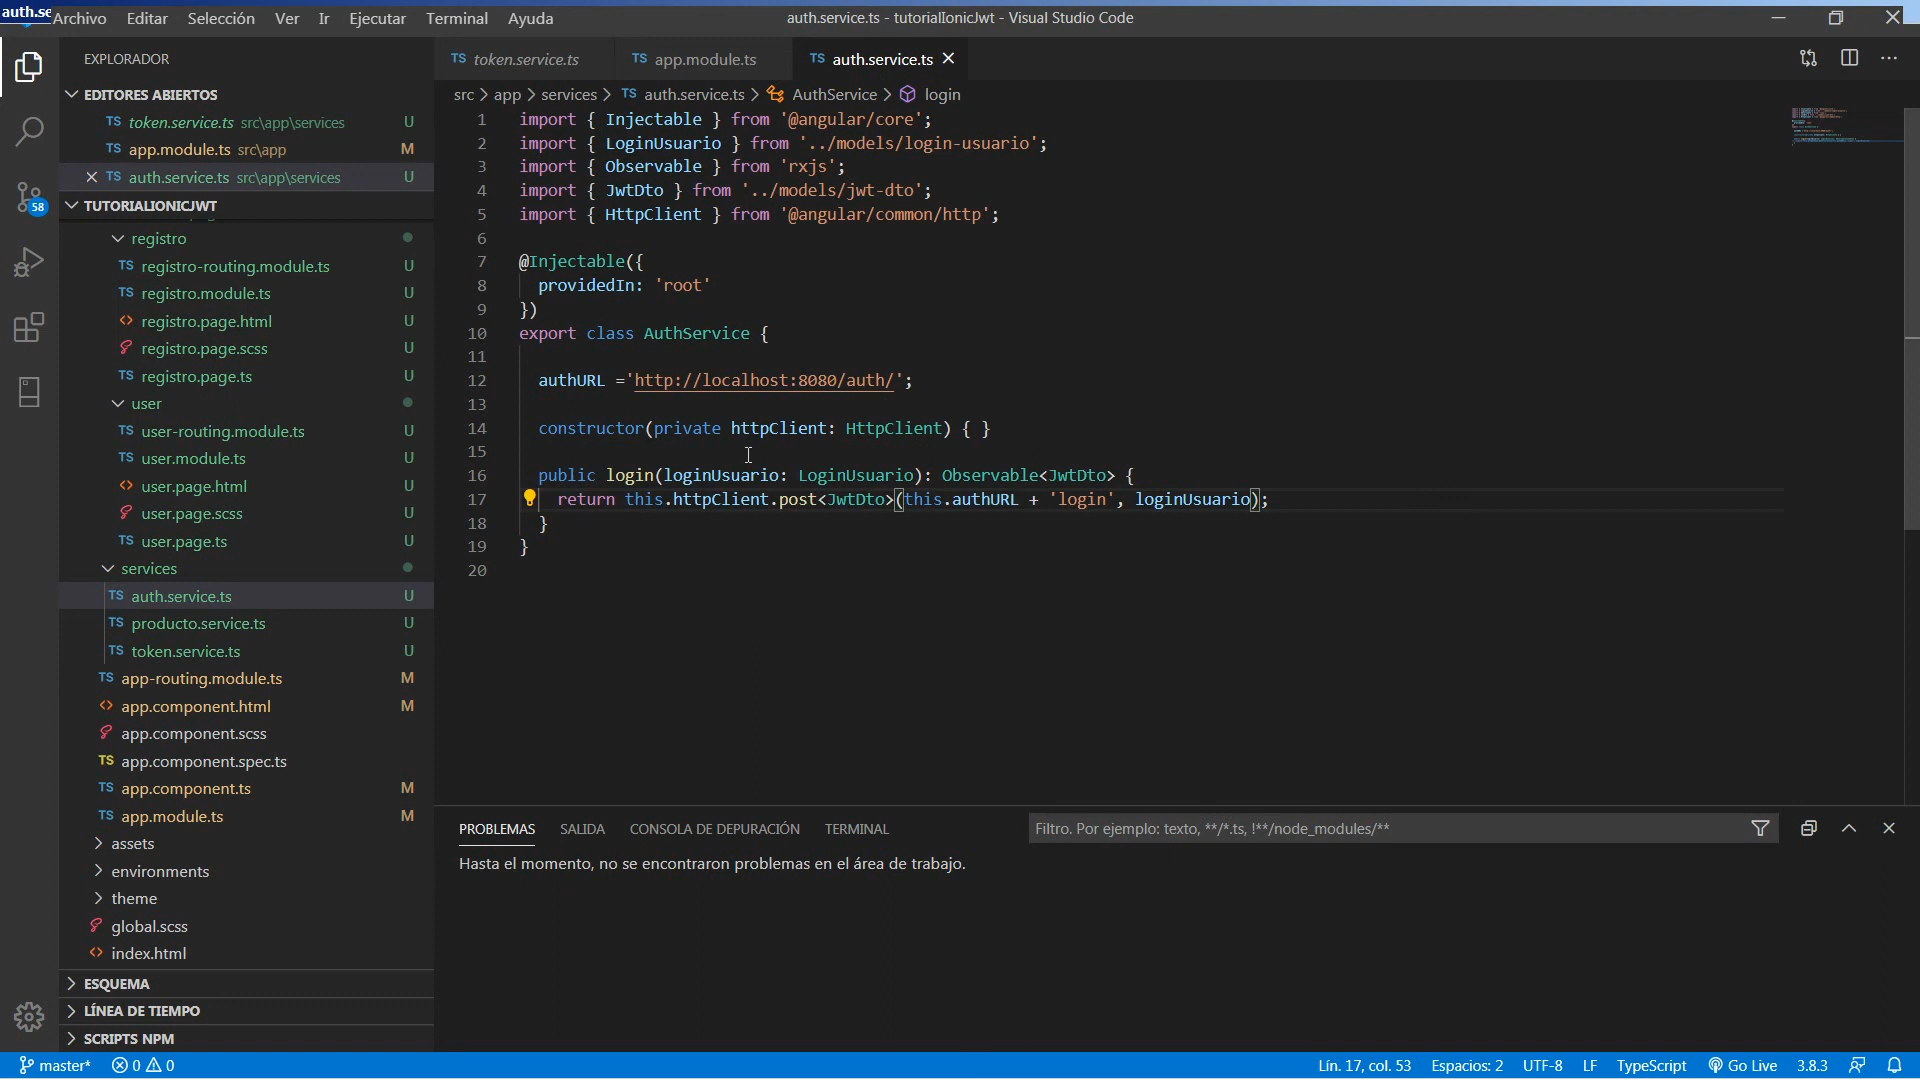 auth.se
Archivo Editar Selección Ver Ir Ejecutar Terminal Ayuda
auth.service.ts - tutorialIonicJwt - Visual Studio Code
EXPLORADOR
EDITORES ABIERTOS
TS token.service.ts src\app\services U
TS app.module.ts src\app M
TS auth.service.ts src\app\services U
58
TUTORIALIONICJWT
registro
TS registro-routing.module.ts U
TS registro.module.ts U
<> registro.page.html U
registro.page.scss U
TS registro.page.ts U
user
TS user-routing.module.ts U
TS user.module.ts U
<> user.page.html U
user.page.scss U
TS user.page.ts U
services
TS auth.service.ts U
TS producto.service.ts U
TS token.service.ts U
TS app-routing.module.ts M
<> app.component.html M
app.component.scss
TS app.component.spec.ts
TS app.component.ts M
TS app.module.ts M
assets
environments
theme
global.scss
<> index.html
ESQUEMA
LÍNEA DE TIEMPO
SCRIPTS NPM
TS token.service.ts TS app.module.ts TS auth.service.ts
src > app > services > TS auth.service.ts > AuthService > login
1 import { Injectable } from '@angular/core';
2 import { LoginUsuario } from '../models/login-usuario';
3 import { Observable } from 'rxjs';
4 import { JwtDto } from '../models/jwt-dto';
5 import { HttpClient } from '@angular/common/http';
6
7 @Injectable({
8 providedIn: 'root'
9 })
10 export class AuthService {
11
12 authURL ='http://localhost:8080/auth/';
13
14 constructor(private httpClient: HttpClient) { }
15
16 public login(loginUsuario: LoginUsuario): Observable<JwtDto> {
17 return this.httpClient.post<JwtDto>(this.authURL + 'login', loginUsuario);
18 }
19 }
20
PROBLEMAS SALIDA CONSOLA DE DEPURACIÓN TERMINAL
Filtro. Por ejemplo: texto, **/*.ts, !**/node_modules/**
Hasta el momento, no se encontraron problemas en el área de trabajo.
master* 0 0
Lín. 17, col. 53 Espacios: 2 UTF-8 LF TypeScript Go Live 3.8.3